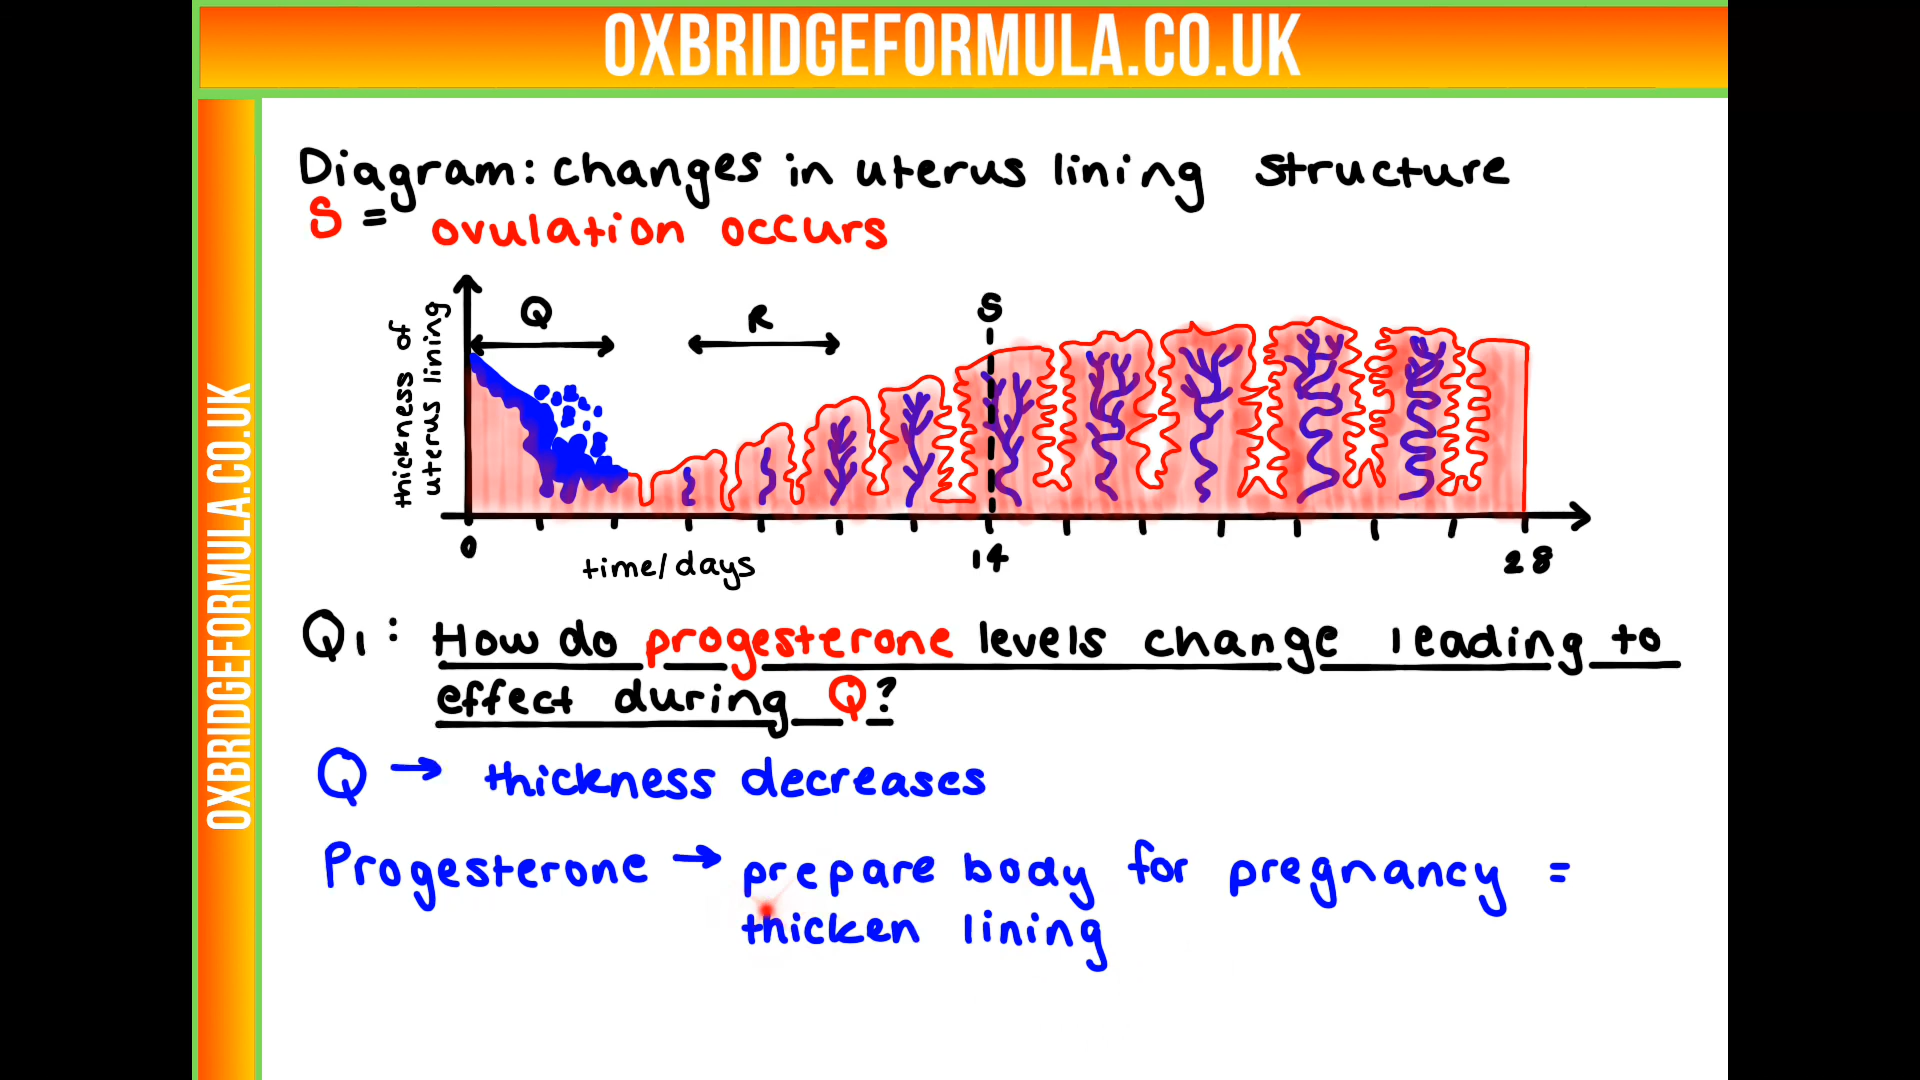 OXBRIDGEFORMULA.CO.UK
OXBRIDGEFORMULA.CO.UK
Diagram: changes in uterus lining structure
S = ovulation occurs
thickness of
uterus lining
Q
R
S
0
time/days
14
28
Q1: How do progesterone levels change leading to
effect during Q?
Q → thickness decreases
Progesterone → prepare body for pregnancy =
thicken lining